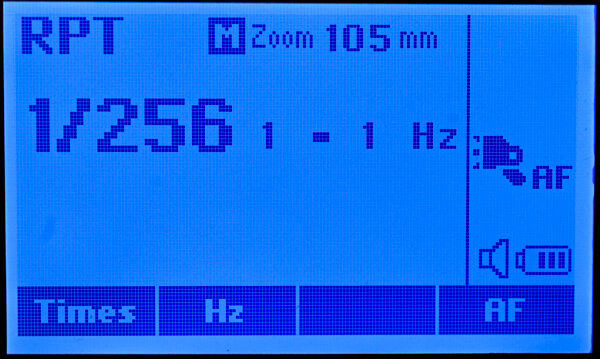 RPT M Zoom 105 mm
1/256 1 - 1 Hz
AF
Times Hz AF